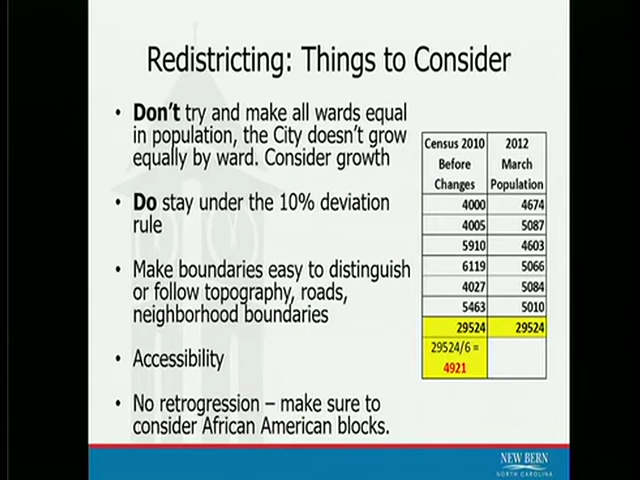 Redistricting: Things to Consider
• Don't try and make all wards equal
in population, the City doesn't grow
equally by ward. Consider growth
• Do stay under the 10% deviation
rule
• Make boundaries easy to distinguish
or follow topography, roads,
neighborhood boundaries
• Accessibility
• No retrogression – make sure to
consider African American blocks.
Census 2010 2012
Before March
Changes Population
4000 4674
4005 5087
5910 4603
6119 5066
4027 5084
5463 5010
29524 29524
29524/6 =
4921
NEW BERN
NORTH CAROLINA